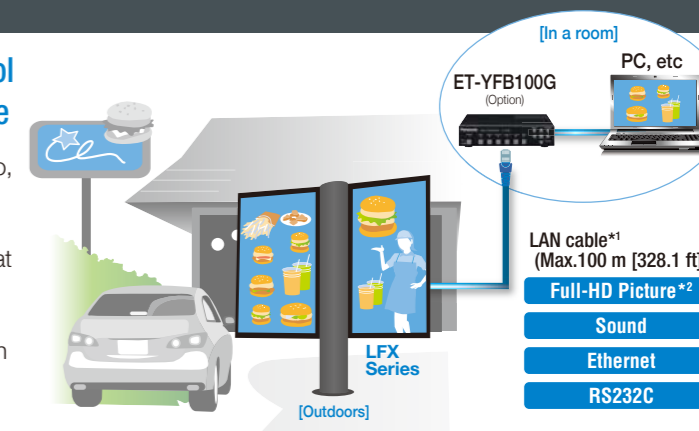 [In a room]
PC, etc
ET-YFB100G
(Option)
LAN cable*1
(Max.100 m [328.1 ft]
Full-HD Picture*2
Sound
Ethernet
RS232C
LFX
Series
[Outdoors]